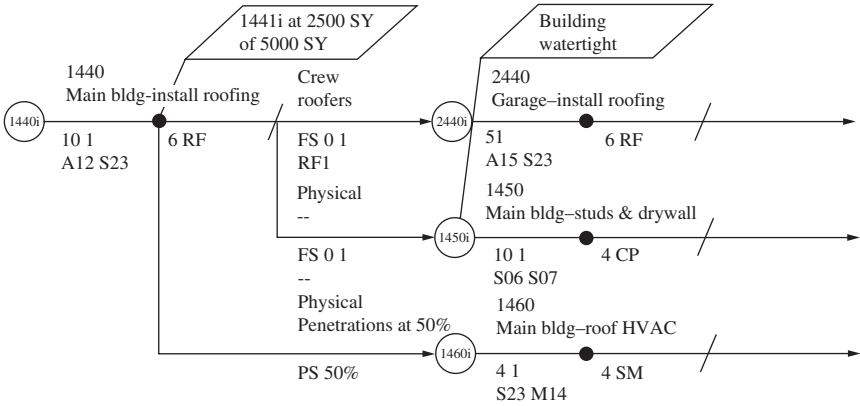 1441i at 2500 SY
of 5000 SY
Building
watertight
1440
Main bldg-install roofing
Crew
roofers
2440
Garage–install roofing
1440i
2440i
10 1
A12 S23
6 RF
FS 0 1
RF1
51
A15 S23
6 RF
Physical
--
1450
Main bldg–studs & drywall
1450i
FS 0 1
--
10 1
S06 S07
4 CP
Physical
Penetrations at 50%
1460
Main bldg–roof HVAC
1460i
PS 50%
4 1
S23 M14
4 SM